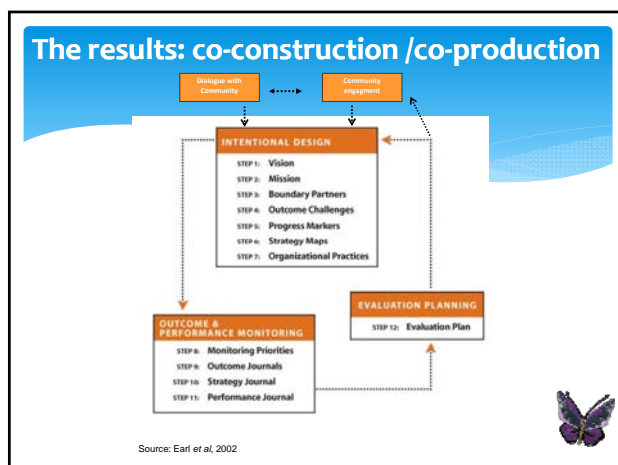 The results: co-construction /co-production
Dialogue with
Community
Community
engagment
INTENTIONAL DESIGN
STEP 1: Vision
STEP 2: Mission
STEP 3: Boundary Partners
STEP 4: Outcome Challenges
STEP 5: Progress Markers
STEP 6: Strategy Maps
STEP 7: Organizational Practices
OUTCOME &
PERFORMANCE MONITORING
STEP 8: Monitoring Priorities
STEP 9: Outcome Journals
STEP 10: Strategy Journal
STEP 11: Performance Journal
EVALUATION PLANNING
STEP 12: Evaluation Plan
Source: Earl et al, 2002